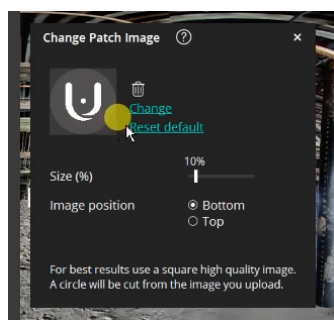 Change Patch Image ?
Change
Reset default
10%
Size (%)
Image position
Bottom
Top
For best results use a square high quality image.
A circle will be cut from the image you upload.